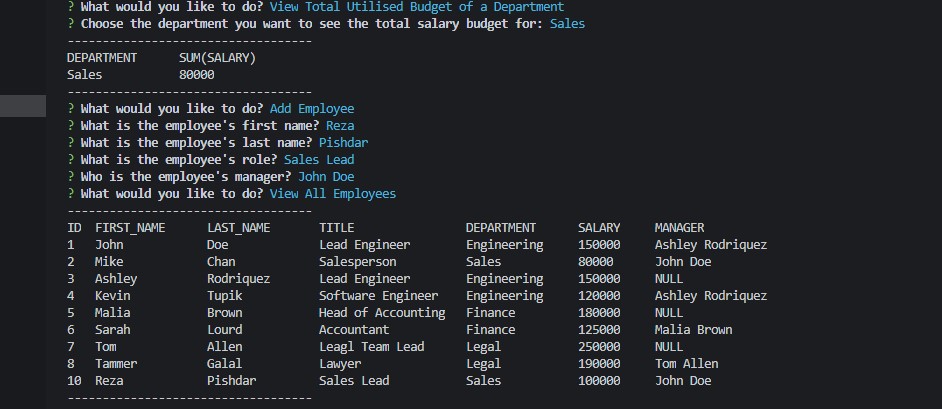 ? What would you like to do? View Total Utilised Budget of a Department
? Choose the department you want to see the total salary budget for: Sales
-----------------------------------
DEPARTMENT SUM(SALARY)
Sales 80000
-----------------------------------
? What would you like to do? Add Employee
? What is the employee's first name? Reza
? What is the employee's last name? Pishdar
? What is the employee's role? Sales Lead
? Who is the employee's manager? John Doe
? What would you like to do? View All Employees
-----------------------------------
ID FIRST_NAME LAST_NAME TITLE DEPARTMENT SALARY MANAGER
1 John Doe Lead Engineer Engineering 150000 Ashley Rodriquez
2 Mike Chan Salesperson Sales 80000 John Doe
3 Ashley Rodriquez Lead Engineer Engineering 150000 NULL
4 Kevin Tupik Software Engineer Engineering 120000 Ashley Rodriquez
5 Malia Brown Head of Accounting Finance 180000 NULL
6 Sarah Lourd Accountant Finance 125000 Malia Brown
7 Tom Allen Leagl Team Lead Legal 250000 NULL
8 Tammer Galal Lawyer Legal 190000 Tom Allen
10 Reza Pishdar Sales Lead Sales 100000 John Doe
-----------------------------------